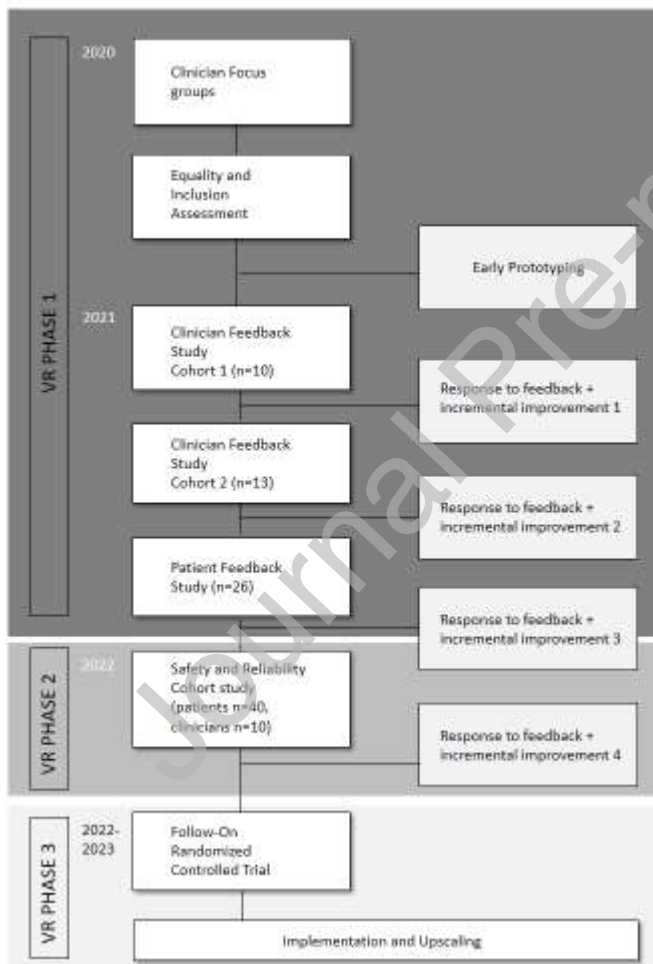 VR PHASE 1
2020
Clinician Focus
groups
Equality and
Inclusion
Assessment
Early Prototyping
2021
Clinician Feedback
Study
Cohort 1 (n=10)
Response to feedback +
incremental improvement 1
Clinician Feedback
Study
Cohort 2 (n=13)
Response to feedback +
incremental improvement 2
Patient Feedback
Study (n=26)
Response to feedback +
incremental improvement 3
VR PHASE 2
2022
Safety and Reliability
Cohort study
(patients n=40,
clinicians n=10)
Response to feedback +
incremental improvement 4
VR PHASE 3
2022-
2023
Follow-On
Randomized
Controlled Trial
Implementation and Upscaling
Journal Pre-